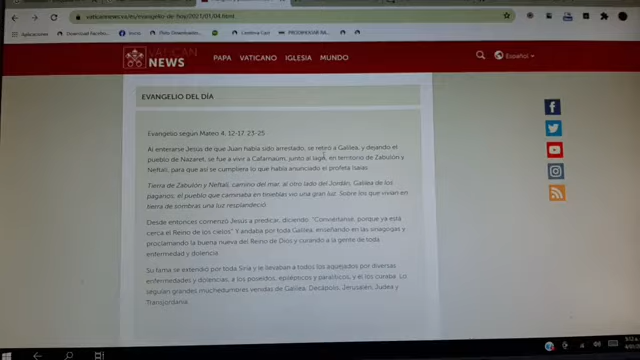 vaticannews.va/es/evangelio-de-hoy/2021/01/04.html
Aplicaciones
Download Facebook
Inicio
VATICAN
NEWS
PAPA VATICANO IGLESIA MUNDO
Español
EVANGELIO DEL DÍA
Evangelio según Mateo 4, 12-17. 23-25
Al enterarse Jesús de que Juan había sido arrestado, se retiró a Galilea, y dejando el
pueblo de Nazaret, se fue a vivir a Cafarnaúm, junto al lago, en territorio de Zabulón y
Neftalí, para que así se cumpliera lo que había anunciado el profeta Isaías:
Tierra de Zabulón y Neftalí, camino del mar, al otro lado del Jordán, Galilea de los
paganos: el pueblo que caminaba en tinieblas vio una gran luz. Sobre los que vivían en
tierra de sombras una luz resplandeció.
Desde entonces comenzó Jesús a predicar, diciendo: "Conviértanse, porque ya está
cerca el Reino de los cielos". Y andaba por toda Galilea, enseñando en las sinagogas y
proclamando la buena nueva del Reino de Dios y curando a la gente de toda
enfermedad y dolencia.
Su fama se extendió por toda Siria y le llevaban a todos los aquejados por diversas
enfermedades y dolencias, a los poseídos, epilépticos y paralíticos, y él los curaba. Lo
seguían grandes muchedumbres venidas de Galilea, Decápolis, Jerusalén, Judea y
Transjordania.